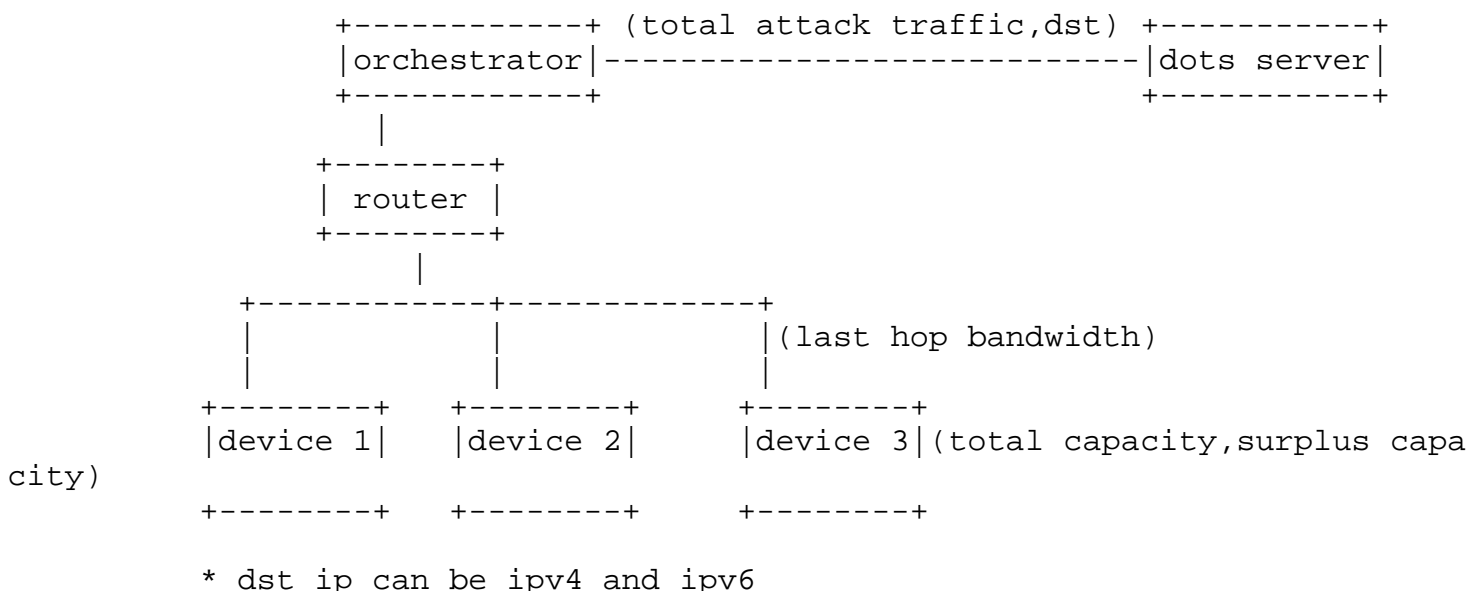 (total attack traffic,dst)
orchestrator dots server
router
(last hop bandwidth)
device 1 device 2 device 3 (total capacity,surplus capa
city)
* dst ip can be ipv4 and ipv6